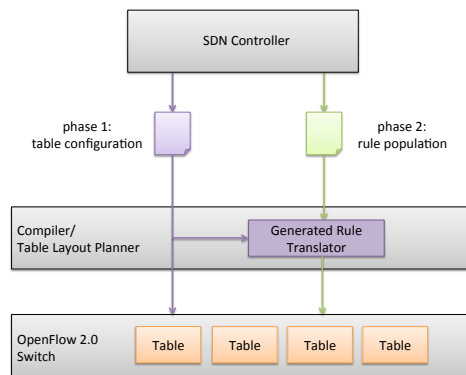 SDN Controller
phase 1:
table configuration
phase 2:
rule population
Compiler/
Table Layout Planner
Generated Rule
Translator
OpenFlow 2.0
Switch
Table
Table
Table
Table